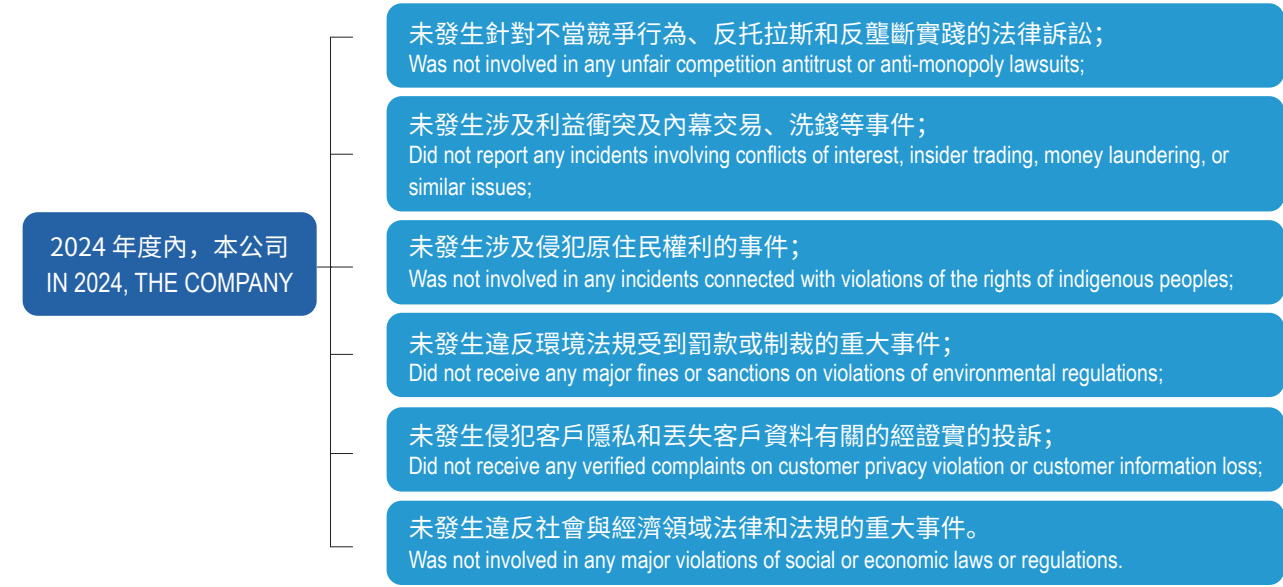 2024 年度內，本公司
IN 2024, THE COMPANY
未發生針對不當競爭行為、反托拉斯和反壟斷實踐的法律訴訟；
Was not involved in any unfair competition antitrust or anti-monopoly lawsuits;
未發生涉及利益衝突及內幕交易、洗錢等事件；
Did not report any incidents involving conflicts of interest, insider trading, money laundering, or
similar issues;
未發生涉及侵犯原住民權利的事件；
Was not involved in any incidents connected with violations of the rights of indigenous peoples;
未發生違反環境法規受到罰款或制裁的重大事件；
Did not receive any major fines or sanctions on violations of environmental regulations;
未發生侵犯客戶隱私和丟失客戶資料有關的經證實的投訴；
Did not receive any verified complaints on customer privacy violation or customer information loss;
未發生違反社會與經濟領域法律和法規的重大事件。
Was not involved in any major violations of social or economic laws or regulations.